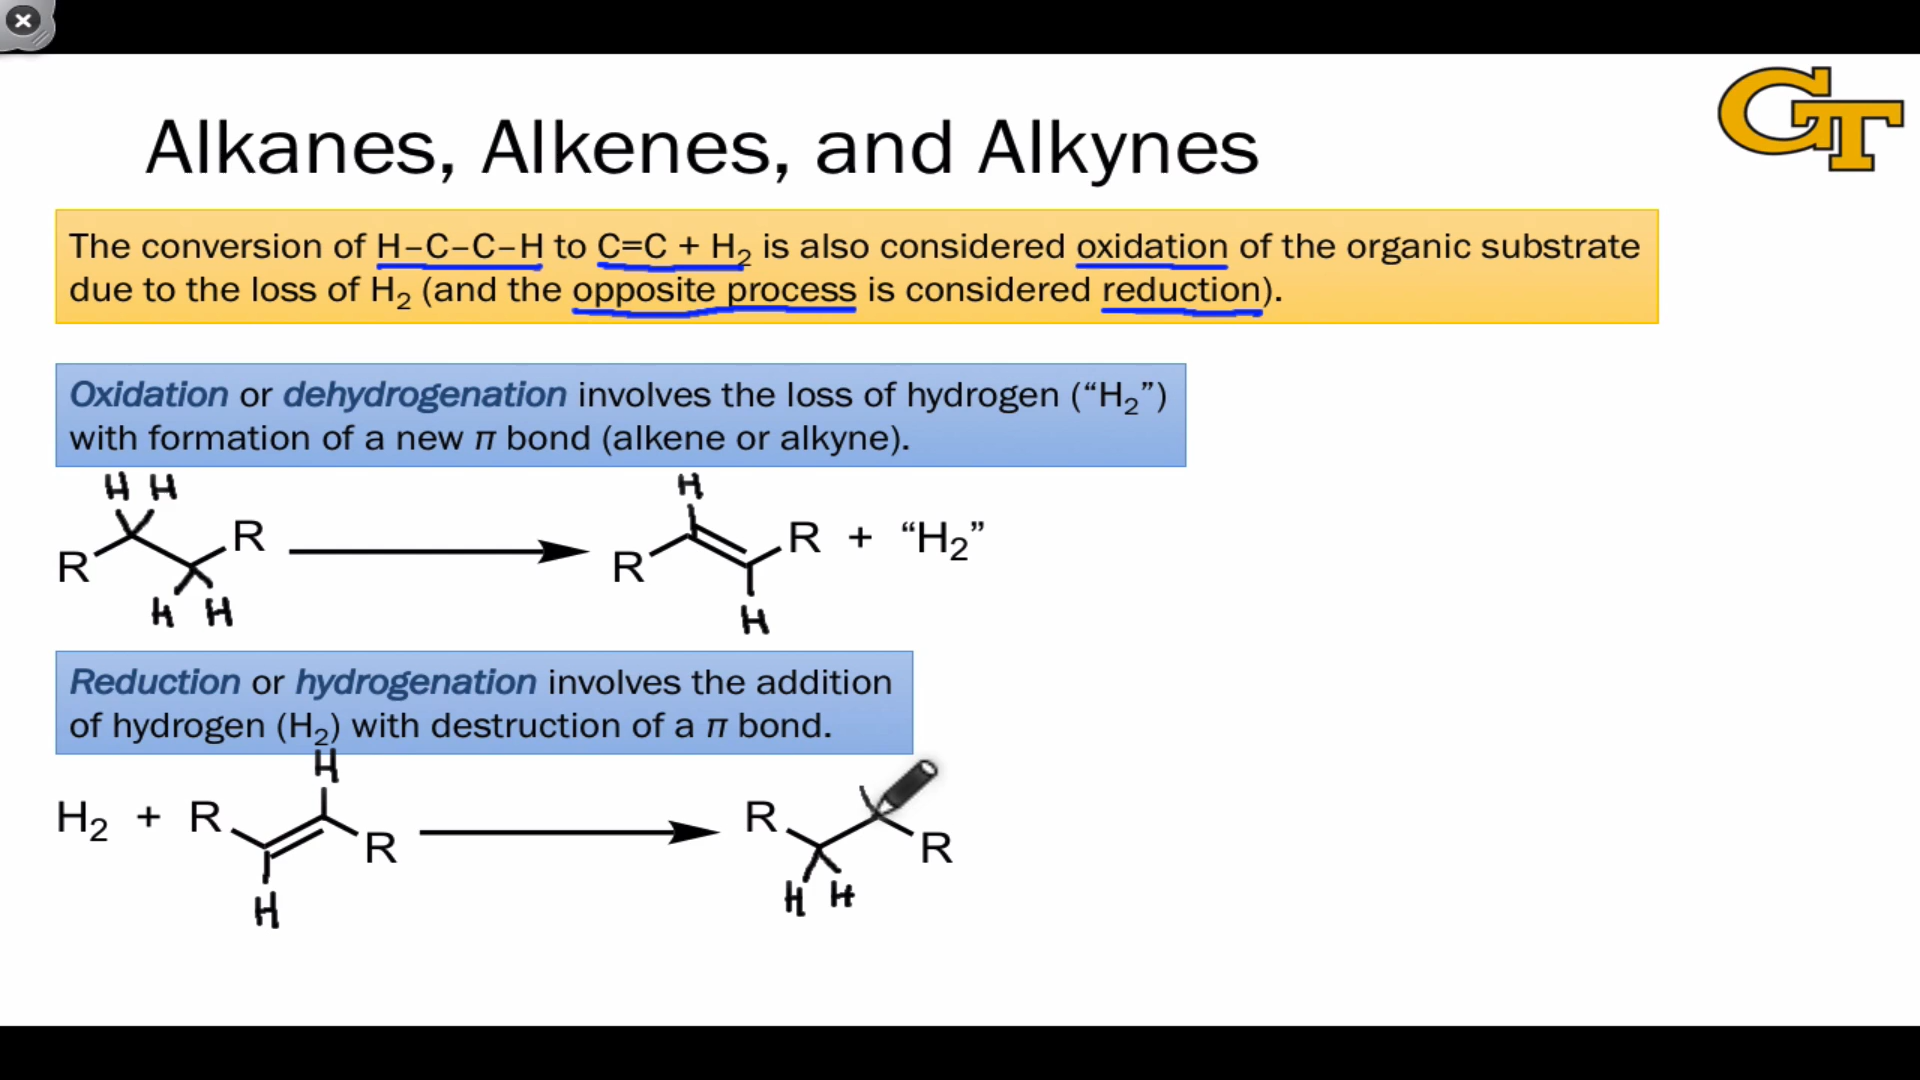 GT
Alkanes, Alkenes, and Alkynes
The conversion of H–C–C–H to C=C + H₂ is also considered oxidation of the organic substrate
due to the loss of H₂ (and the opposite process is considered reduction).
Oxidation or dehydrogenation involves the loss of hydrogen (“H₂”)
with formation of a new π bond (alkene or alkyne).
H H H
R R R R + “H₂”
H H H
Reduction or hydrogenation involves the addition
of hydrogen (H₂) with destruction of a π bond.
H
H₂ + R R R R
H H H